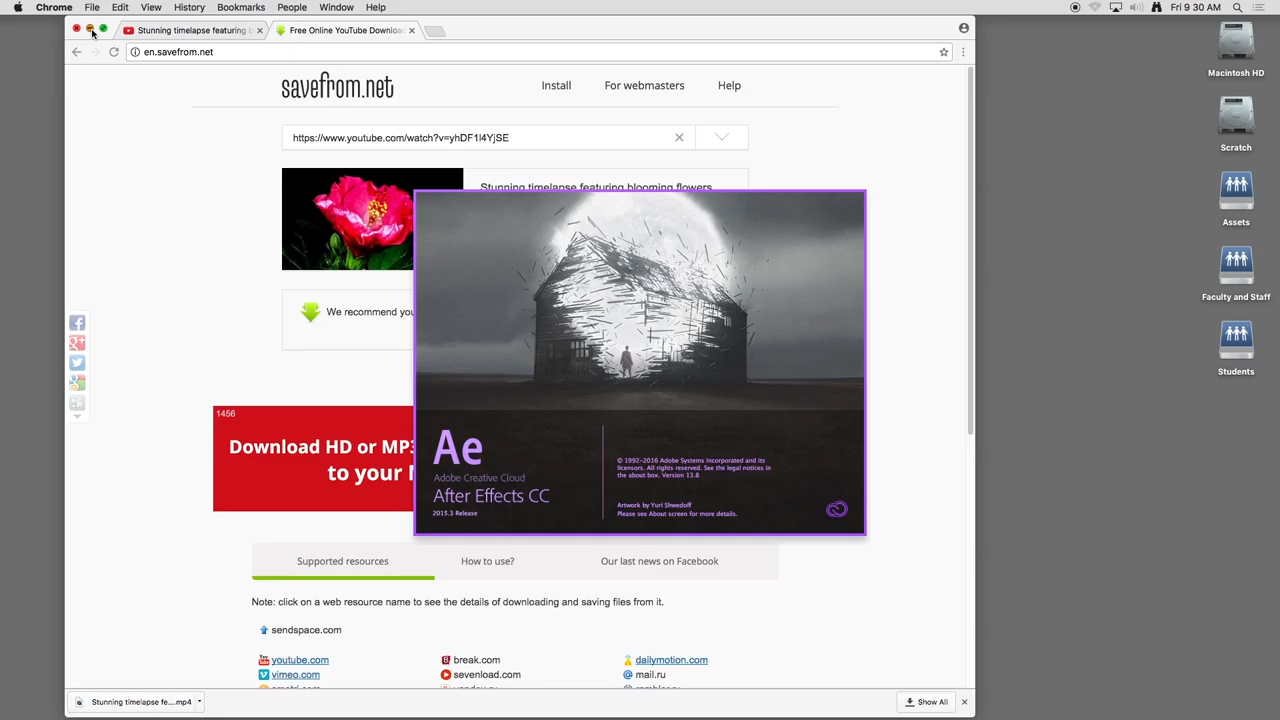 Chrome File Edit View History Bookmarks People Window Help Fri 9 30 AM
Stunning timelapse featuring b
Free Online YouTube Downloa
en.savefrom.net
Macintosh HD
Scratch
Assets
Faculty and Staff
Students
savefrom.net
Install For webmasters Help
https://www.youtube.com/watch?v=yhDF1I4YjSE
Stunning timelapse featuring blooming flowers
We recommend you
1456
Download HD or MP3
to your M
Ae
Adobe Creative Cloud
After Effects CC
2015.3 Release
© 1992–2016 Adobe Systems Incorporated and its
licensors. All rights reserved. See the legal notices in
the about box. Version 13.8
Artwork by Yuri Shwedoff
Please see About screen for more details.
Supported resources How to use? Our last news on Facebook
Note: click on a web resource name to see the details of downloading and saving files from it.
sendspace.com
youtube.com break.com dailymotion.com
vimeo.com sevenload.com mail.ru
Stunning timelapse fe....mp4
Show All